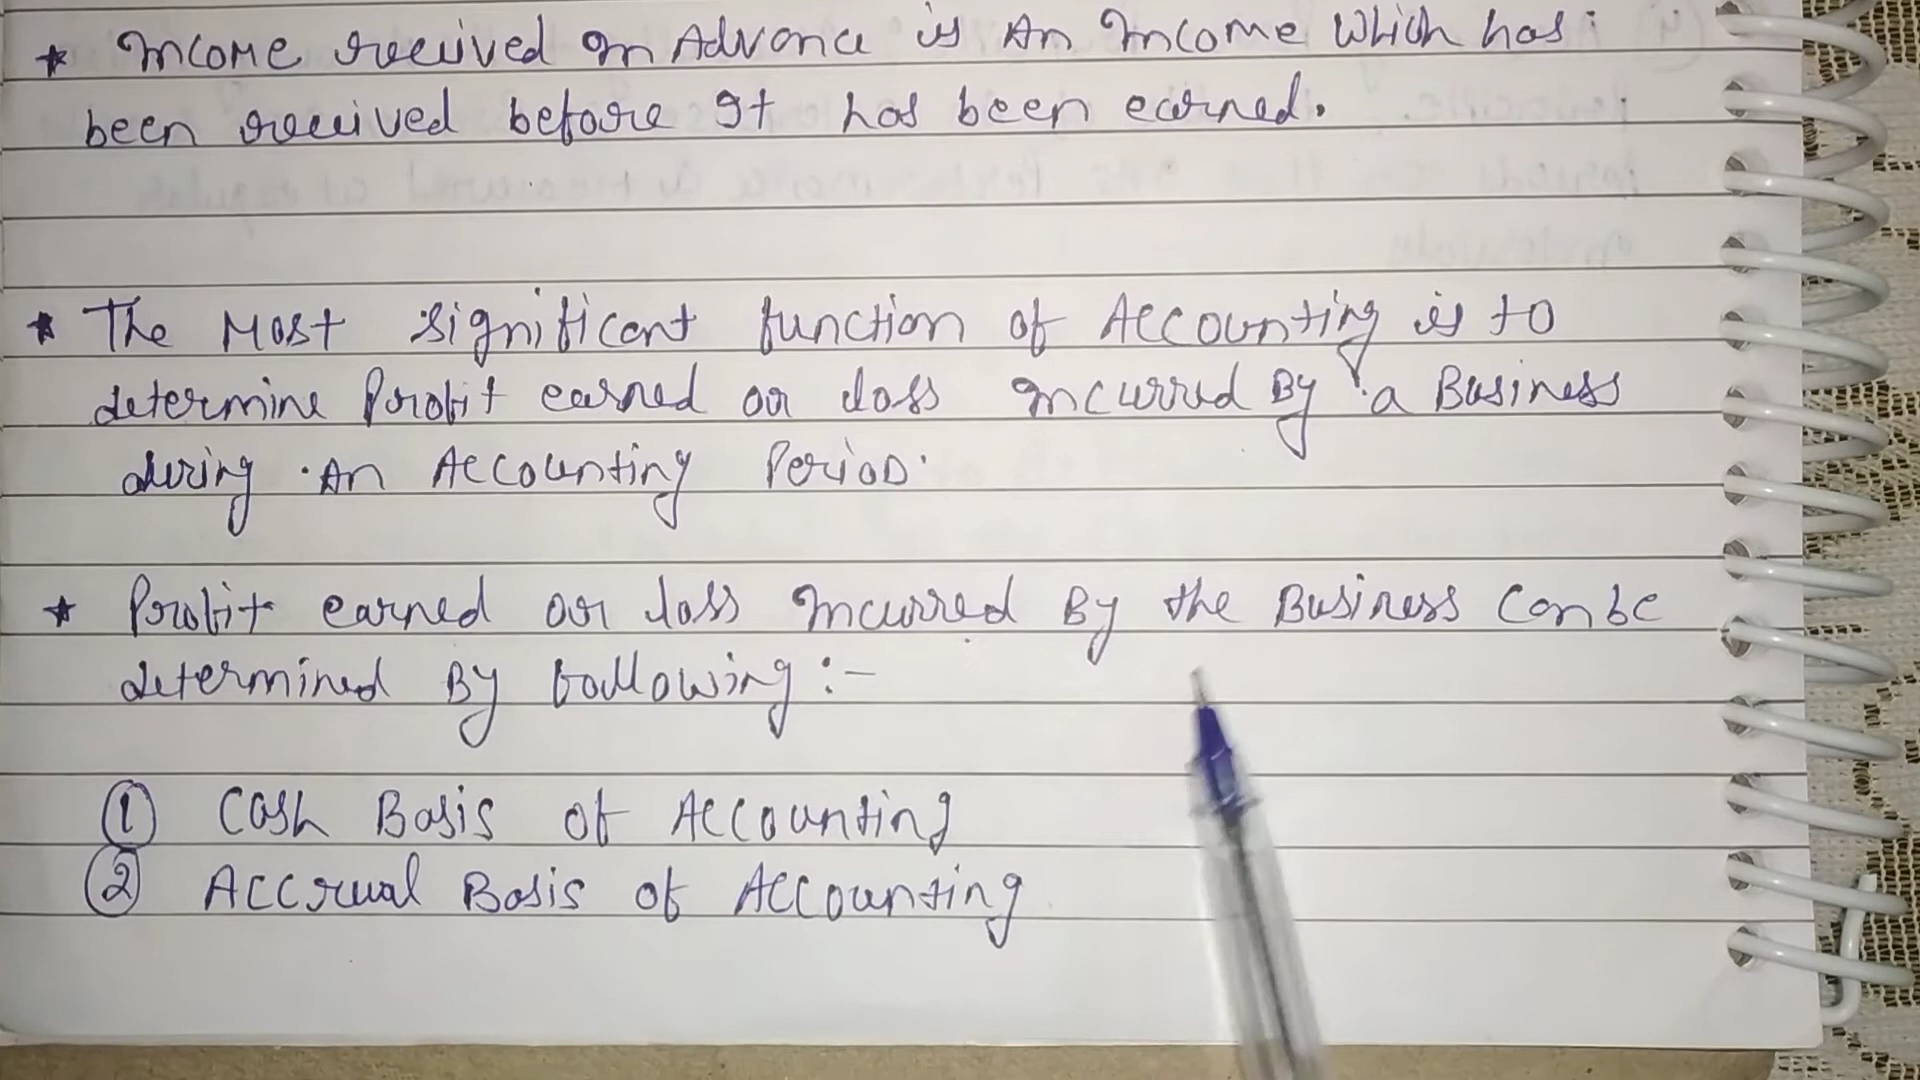 * Income received In Advance is An Income Which has
been received before It has been earned.
* The Most significant function of Accounting is to
determine Profit earned or loss Incurred By a Business
during An Accounting Period.
* Profit earned or loss Incurred By the Business Can be
determined By following :-
① Cash Basis of Accounting
② Accrual Basis of Accounting